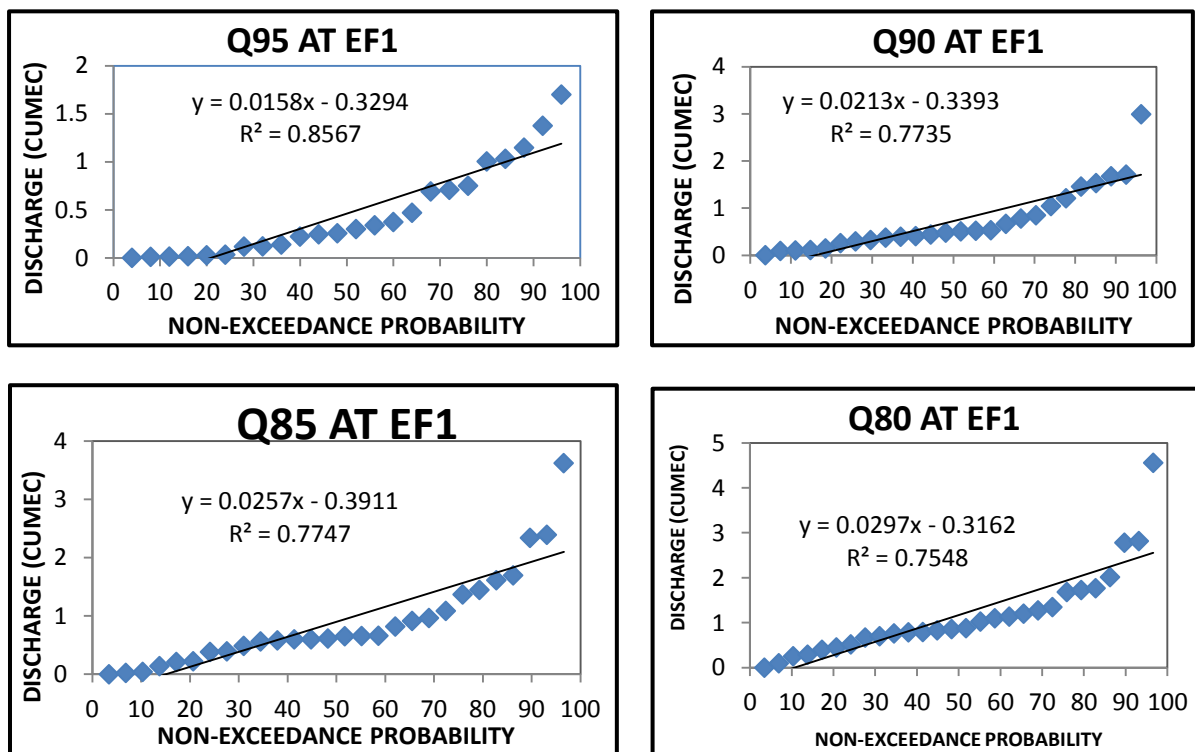 Q95 AT EF1
DISCHARGE (CUMEC)
2
1.5
1
0.5
0
y = 0.0158x - 0.3294
R² = 0.8567
0 10 20 30 40 50 60 70 80 90 100
NON-EXCEEDANCE PROBABILITY
Q90 AT EF1
DISCHARGE (CUMEC)
4
3
2
1
0
y = 0.0213x - 0.3393
R² = 0.7735
0 10 20 30 40 50 60 70 80 90 100
NON-EXCEEDANCE PROBABILITY
Q85 AT EF1
DISCHARGE (CUMEC)
4
3
2
1
0
y = 0.0257x - 0.3911
R² = 0.7747
0 10 20 30 40 50 60 70 80 90 100
NON-EXCEEDANCE PROBABILITY
Q80 AT EF1
DISCHARGE (CUMEC)
5
4
3
2
1
0
y = 0.0297x - 0.3162
R² = 0.7548
0 10 20 30 40 50 60 70 80 90 100
NON-EXCEEDANCE PROBABILITY